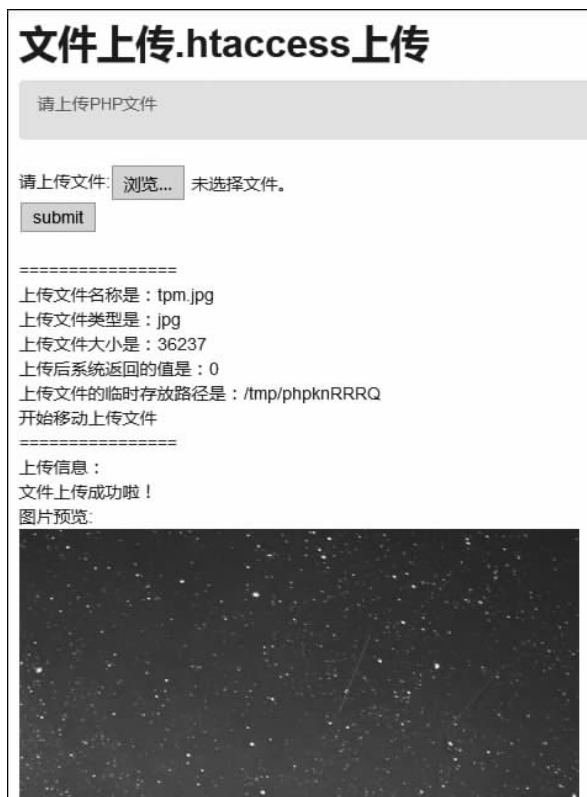 文件上传.htaccess上传
请上传PHP文件
请上传文件: 浏览... 未选择文件。
submit
================
上传文件名称是：tpm.jpg
上传文件类型是：jpg
上传文件大小是：36237
上传后系统返回的值是：0
上传文件的临时存放路径是：/tmp/phpknRRRQ
开始移动上传文件
================
上传信息：
文件上传成功啦！
图片预览: